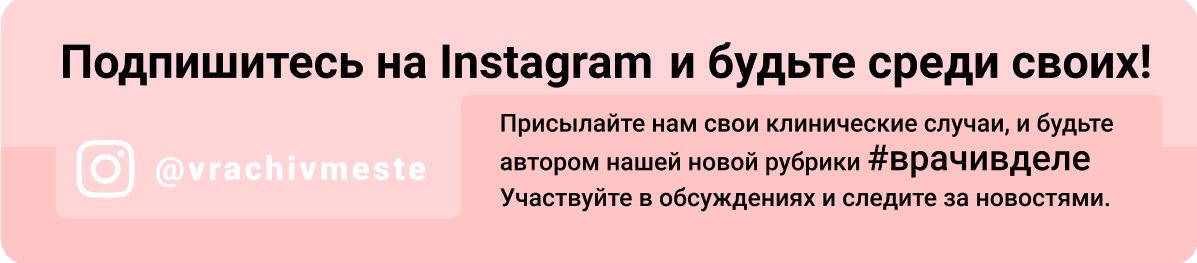 Подпишитесь на Instagram и будьте среди своих!
@vrachivmeste
Присылайте нам свои клинические случаи, и будьте
автором нашей новой рубрики #врачивделе
Участвуйте в обсуждениях и следите за новостями.